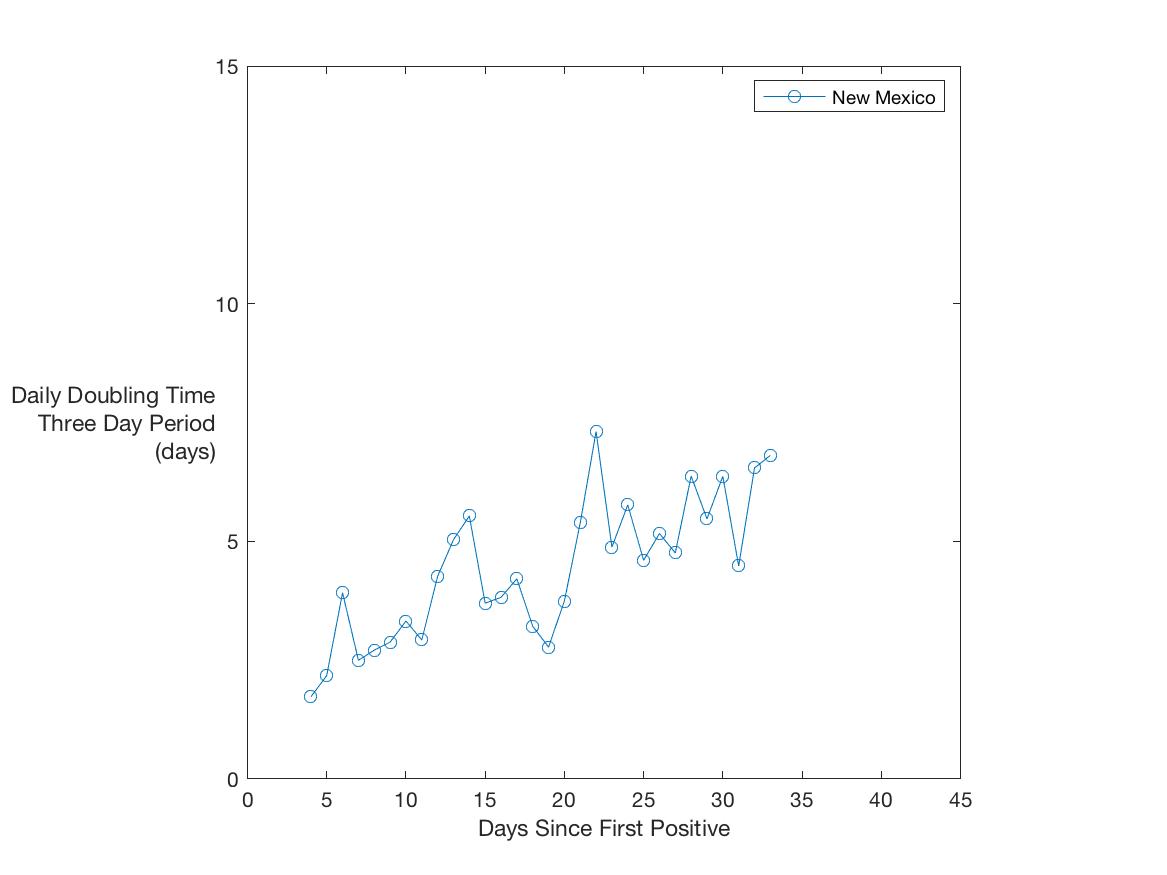 15
New Mexico
10
Daily Doubling Time
Three Day Period
(days)
5
0
0 5 10 15 20 25 30 35 40 45
Days Since First Positive